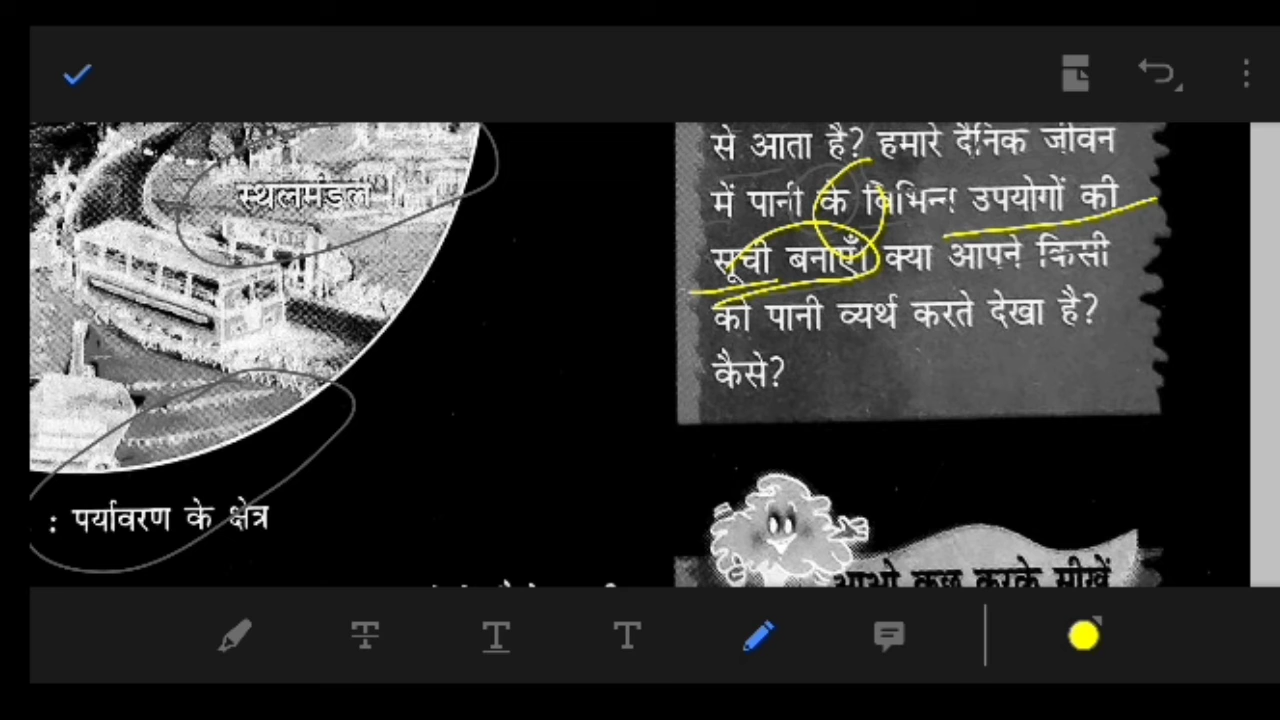 स्थलमंडल
: पर्यावरण के क्षेत्र
से आता है? हमारे दैनिक जीवन
में पानी के विभिन्न उपयोगों की
सूची बनाएँ। क्या आपने किसी
को पानी व्यर्थ करते देखा है?
कैसे?
आओ कुछ करके सीखें